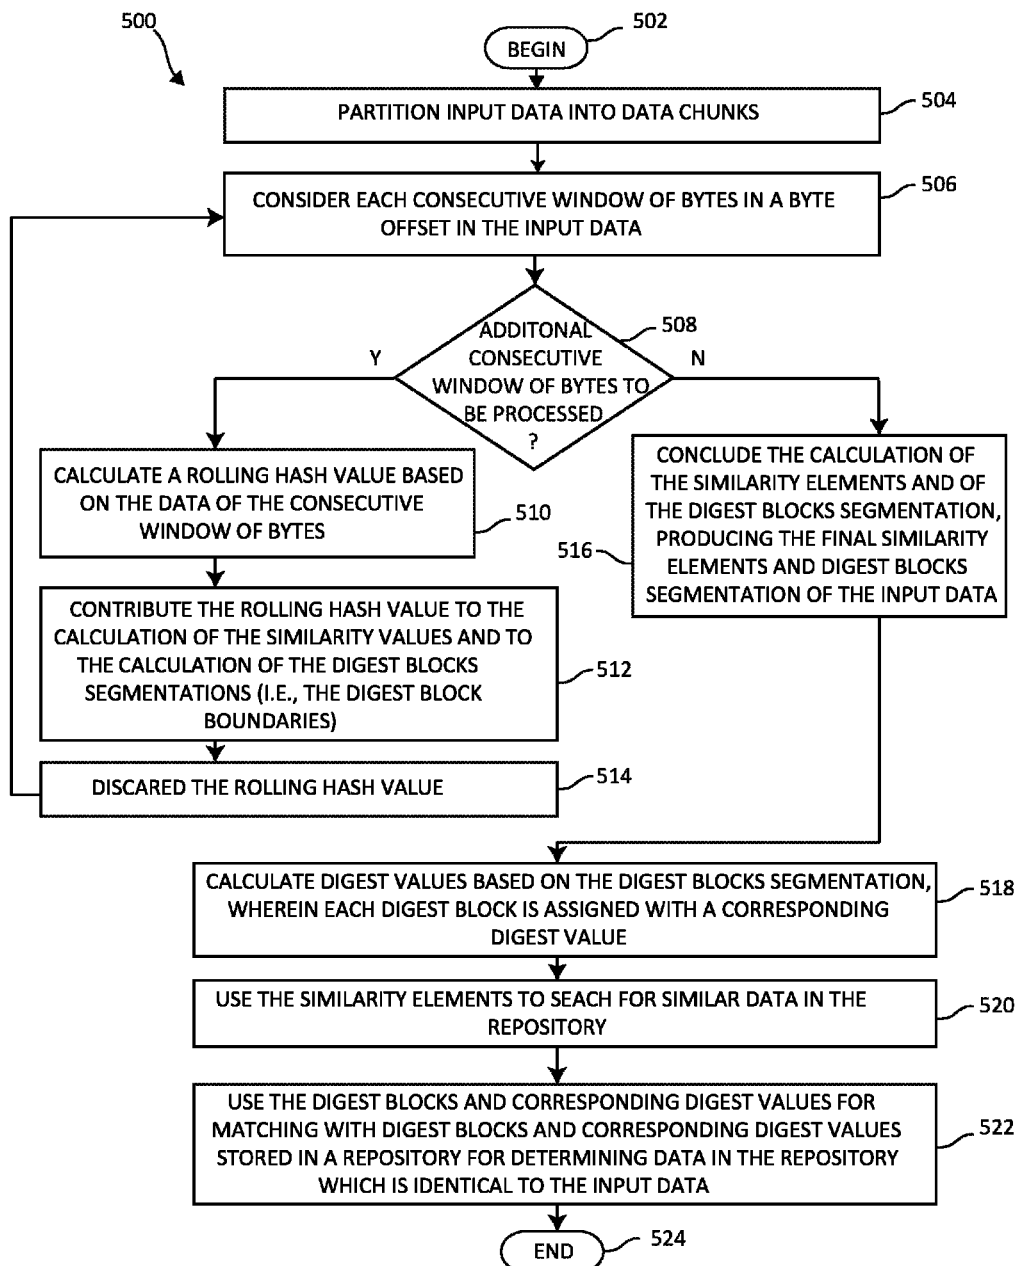 500
502
BEGIN
PARTITION INPUT DATA INTO DATA CHUNKS
504
CONSIDER EACH CONSECUTIVE WINDOW OF BYTES IN A BYTE
OFFSET IN THE INPUT DATA
506
ADDITONAL
CONSECUTIVE
WINDOW OF BYTES TO
BE PROCESSED
?
508
Y
N
CALCULATE A ROLLING HASH VALUE BASED
ON THE DATA OF THE CONSECUTIVE
WINDOW OF BYTES
510
CONTRIBUTE THE ROLLING HASH VALUE TO THE
CALCULATION OF THE SIMILARITY VALUES AND TO
THE CALCULATION OF THE DIGEST BLOCKS
SEGMENTATIONS (I.E., THE DIGEST BLOCK
BOUNDARIES)
512
DISCARED THE ROLLING HASH VALUE
514
CONCLUDE THE CALCULATION OF
THE SIMILARITY ELEMENTS AND OF
THE DIGEST BLOCKS SEGMENTATION,
PRODUCING THE FINAL SIMILARITY
ELEMENTS AND DIGEST BLOCKS
SEGMENTATION OF THE INPUT DATA
516
CALCULATE DIGEST VALUES BASED ON THE DIGEST BLOCKS SEGMENTATION,
WHEREIN EACH DIGEST BLOCK IS ASSIGNED WITH A CORRESPONDING
DIGEST VALUE
518
USE THE SIMILARITY ELEMENTS TO SEACH FOR SIMILAR DATA IN THE
REPOSITORY
520
USE THE DIGEST BLOCKS AND CORRESPONDING DIGEST VALUES FOR
MATCHING WITH DIGEST BLOCKS AND CORRESPONDING DIGEST VALUES
STORED IN A REPOSITORY FOR DETERMINING DATA IN THE REPOSITORY
WHICH IS IDENTICAL TO THE INPUT DATA
522
END
524